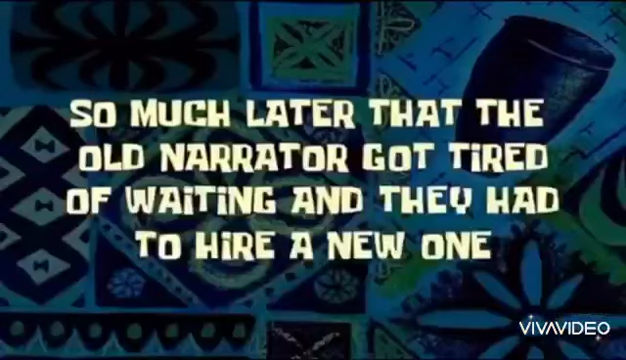 SO MUCH LATER THAT THE
OLD NARRATOR GOT TIRED
OF WAITING AND THEY HAD
TO HIRE A NEW ONE
VIVAVIDEO